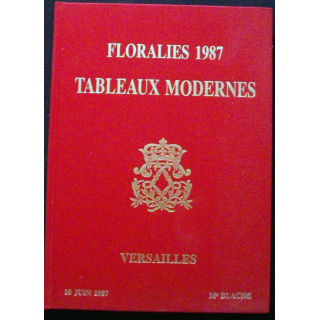 FLORALIES 1987
TABLEAUX MODERNES
VERSAILLES
10 JUIN 1987
Mᵉ BLACHE